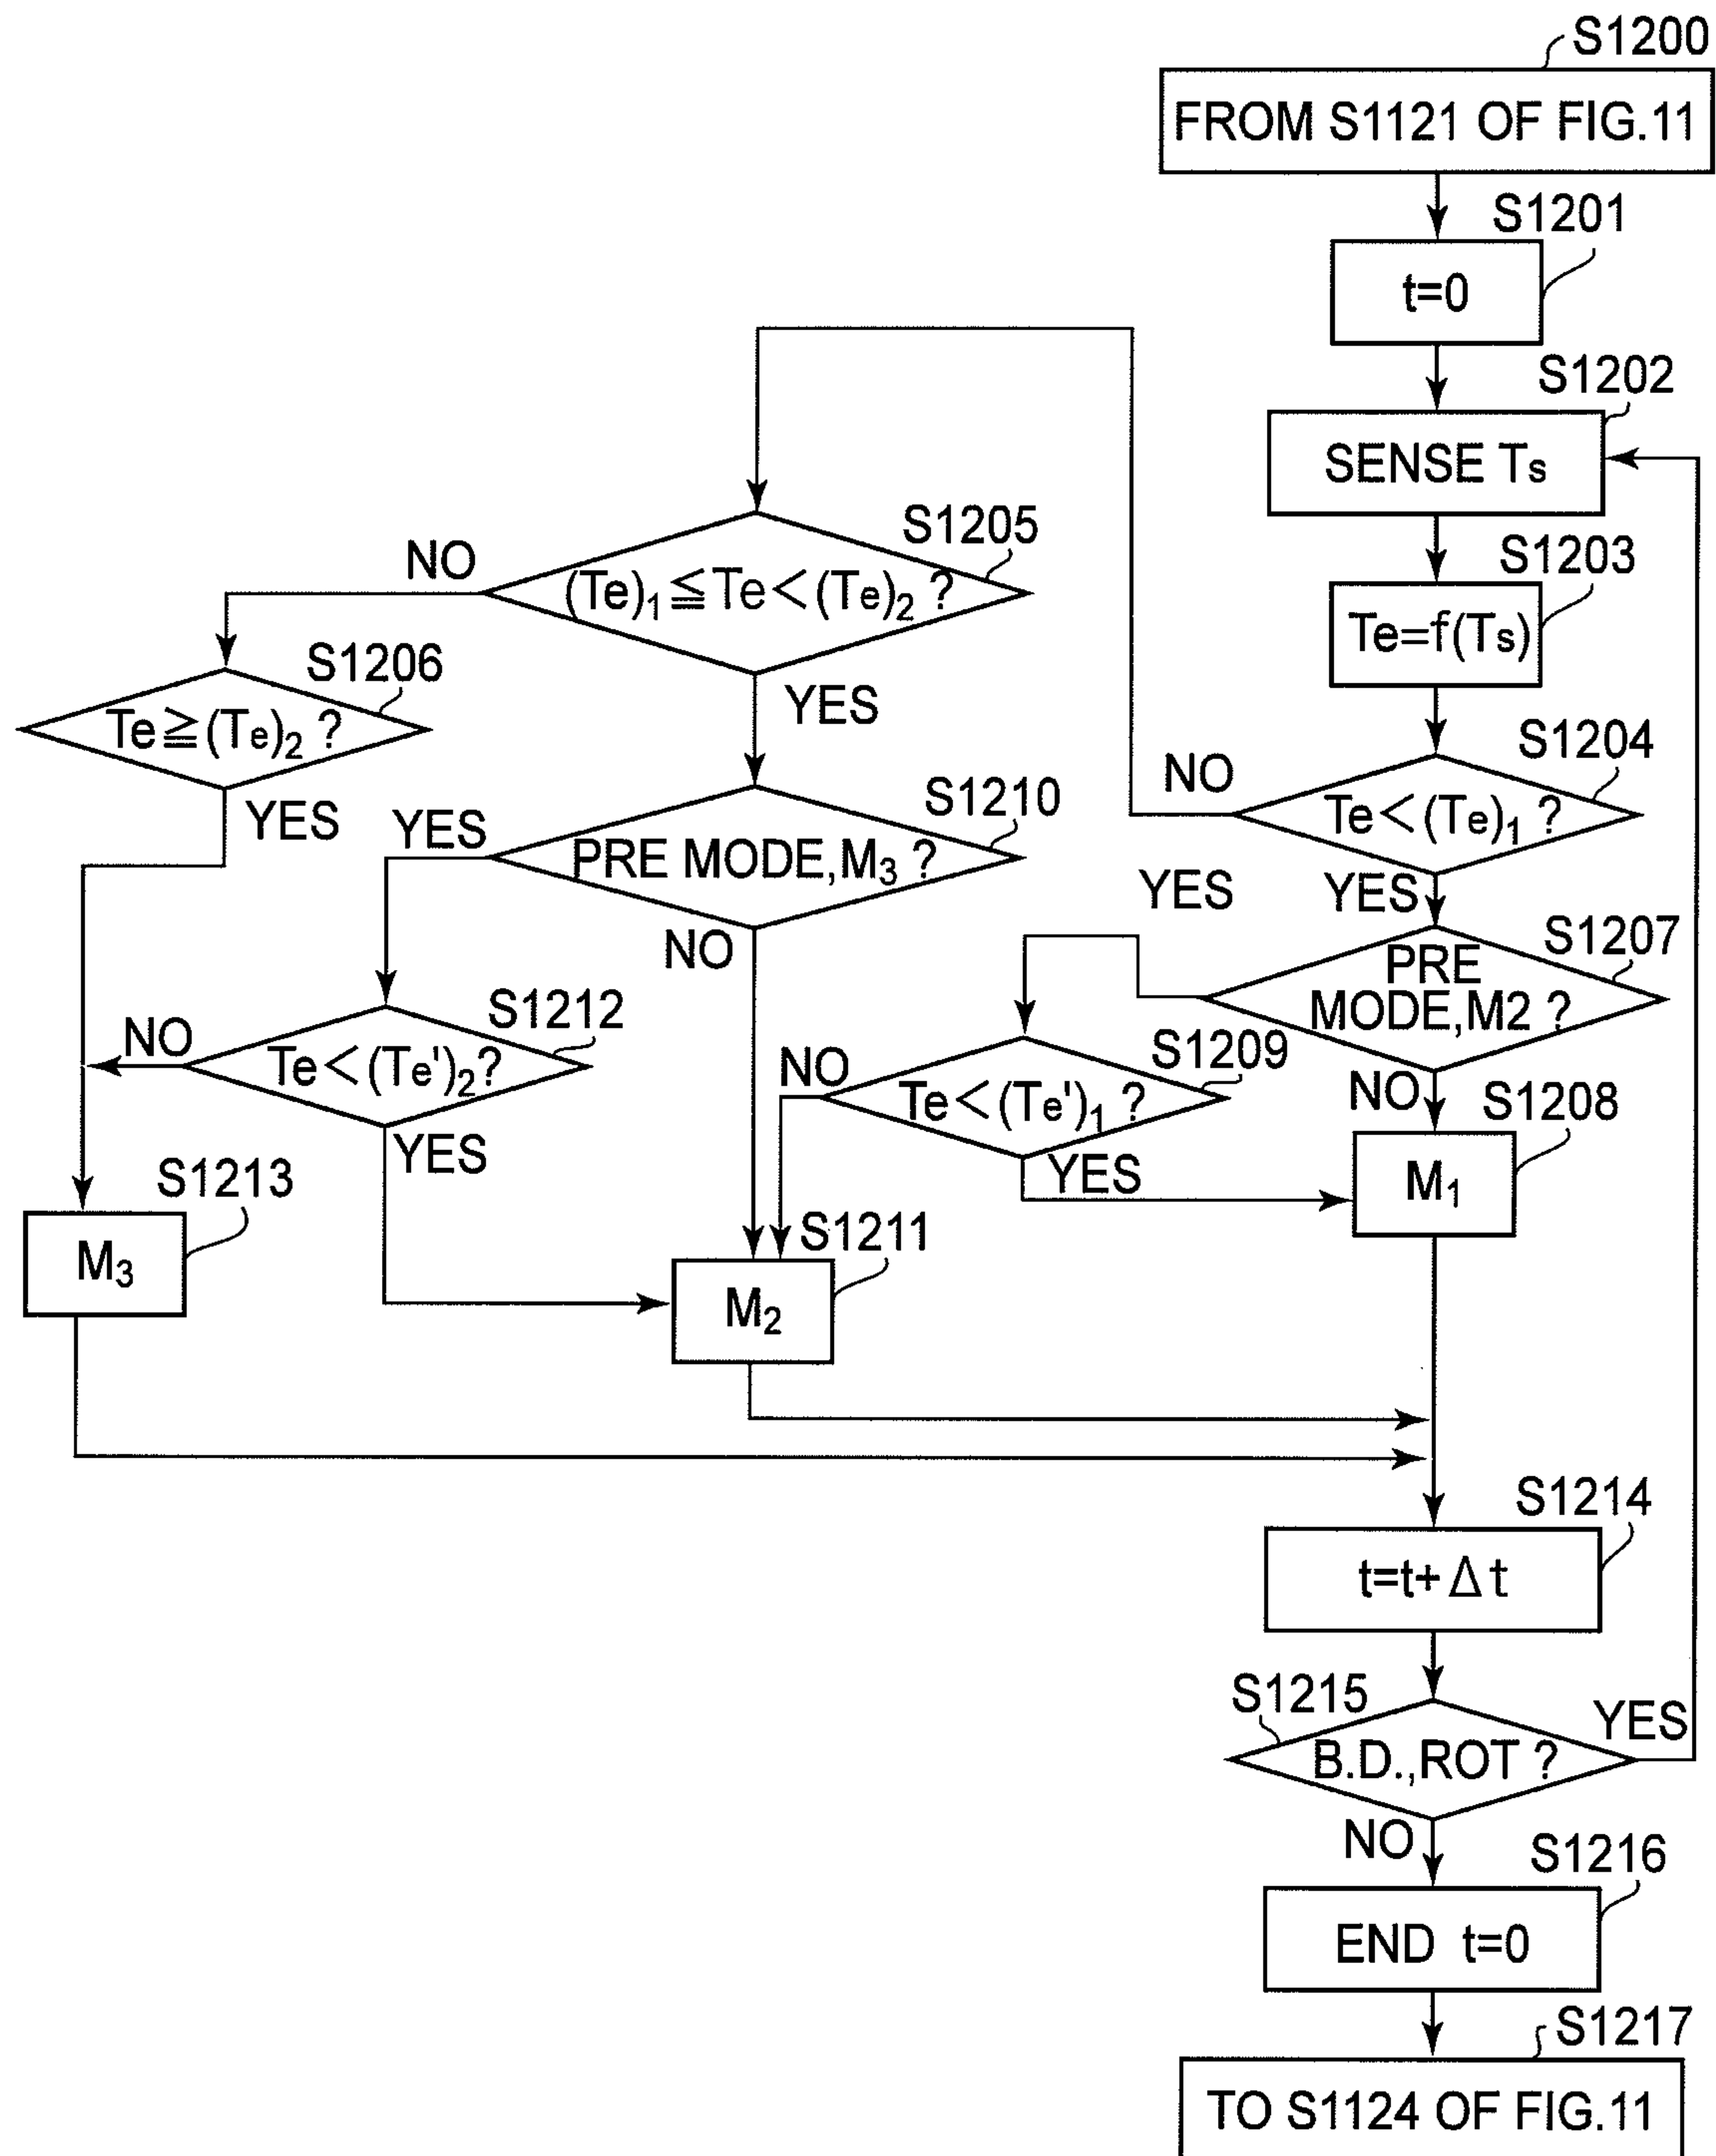 S1200
FROM S1121 OF FIG.11
S1201
t=0
S1202
SENSE Ts
S1203
Te=f(Ts)
S1204
Te<(Te)₁ ?
NO
YES
S1205
(Te)₁≦Te<(Te)₂ ?
NO
YES
S1206
Te≧(Te)₂ ?
YES
S1210
PRE MODE,M₃ ?
YES
NO
S1207
PRE
MODE,M2 ?
YES
NO
S1212
Te<(Te')₂?
NO
YES
S1209
Te<(Te')₁ ?
NO
YES
S1208
M₁
S1213
M₃
S1211
M₂
S1214
t=t+Δt
S1215
B.D.,ROT ?
YES
NO
S1216
END t=0
S1217
TO S1124 OF FIG.11